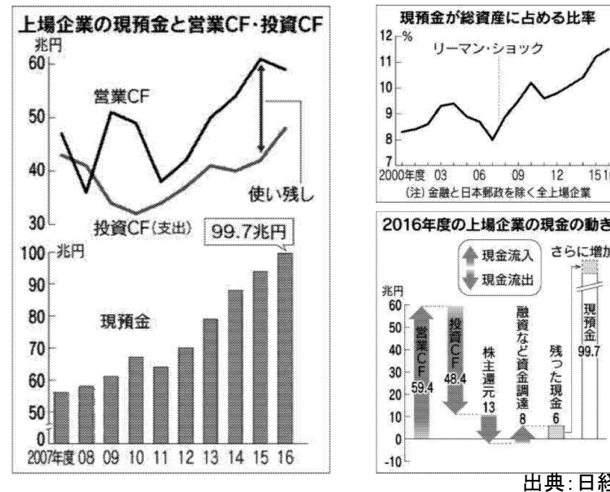 上場企業の現預金と営業CF・投資CF
兆円
60
50
40
30
営業CF
使い残し
投資CF(支出)
99.7兆円
100
兆円
90
80
70
60
50
0
現預金
2007年度 08 09 10 11 12 13 14 15 16
現預金が総資産に占める比率
12
%
11
10
9
8
7
リーマン・ショック
2000年度 03 06 09 12 15
(注)金融と日本郵政を除く全上場企業
2016年度の上場企業の現金の動き
現金流入
現金流出
さらに増加
兆円
60
50
40
30
20
10
0
-10
営業CF
59.4
投資CF
48.4
株主還元
13
融資など資金調達
8
残った現金
6
現預金
99.7
出典:日経